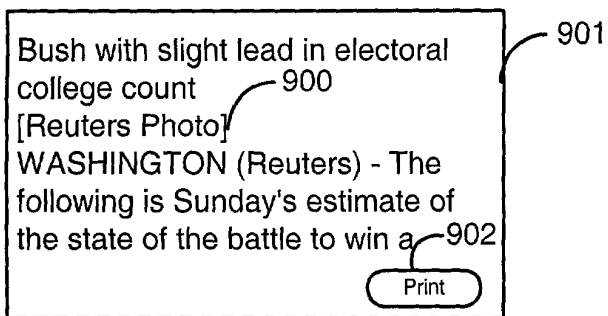 901
Bush with slight lead in electoral
college count 900
[Reuters Photo]
WASHINGTON (Reuters) - The
following is Sunday's estimate of
the state of the battle to win a 902
Print